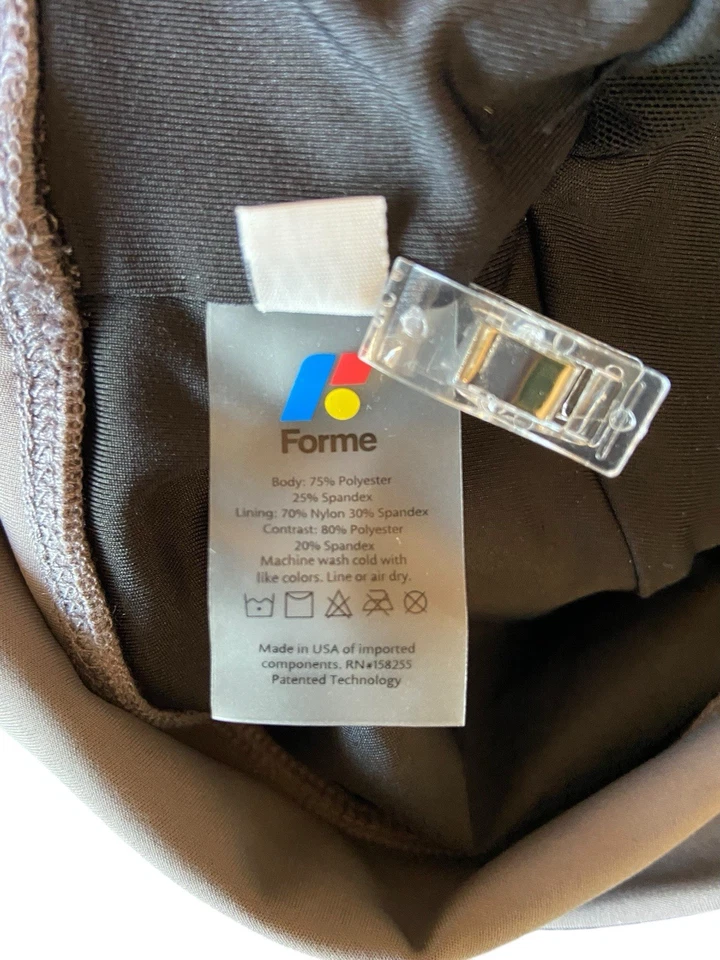 Forme
Body: 75% Polyester
25% Spandex
Lining: 70% Nylon 30% Spandex
Contrast: 80% Polyester
20% Spandex
Machine wash cold with
like colors. Line or air dry.
Made in USA of imported
components. RN#158255
Patented Technology